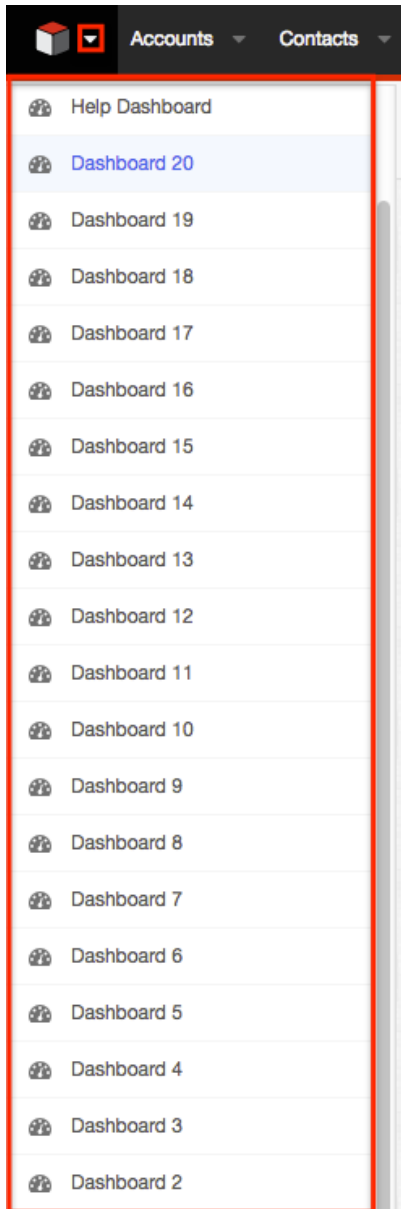 Accounts Contacts
Help Dashboard
Dashboard 20
Dashboard 19
Dashboard 18
Dashboard 17
Dashboard 16
Dashboard 15
Dashboard 14
Dashboard 13
Dashboard 12
Dashboard 11
Dashboard 10
Dashboard 9
Dashboard 8
Dashboard 7
Dashboard 6
Dashboard 5
Dashboard 4
Dashboard 3
Dashboard 2